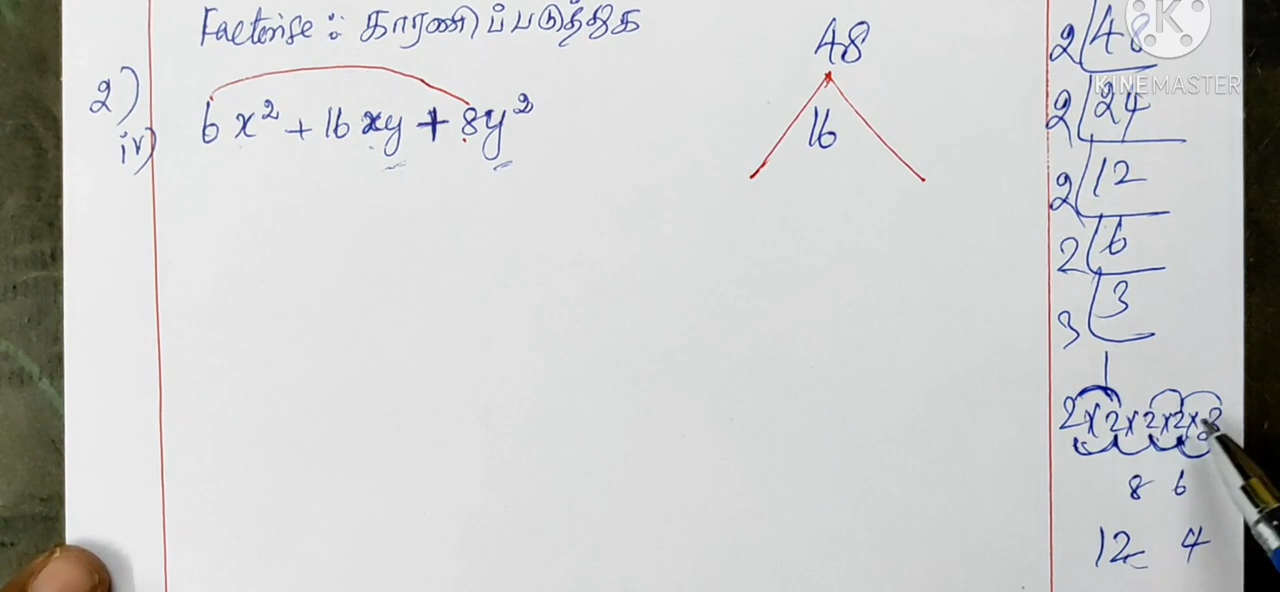 Factorise : காரணிப்படுத்துக
2)
iv) 6x² + 16xy + 8y²
48
16
2 | 48
2 | 24
2 | 12
2 | 6
3 | 3
1
2 × 2 × 2 × 2 × 3
8 6
12 4
K
KINEMASTER